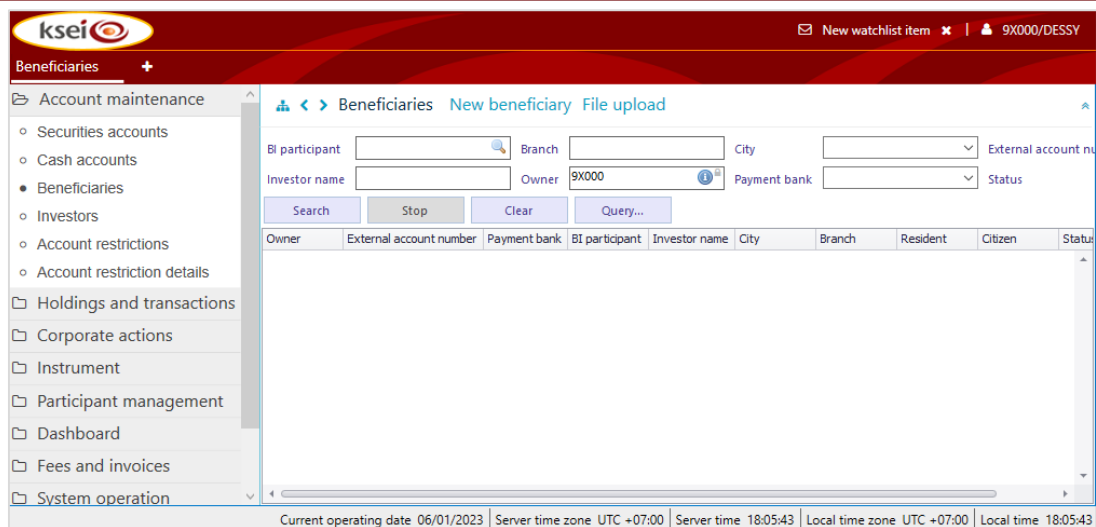 ksei
New watchlist item ✖ | 9X000/DESSY
Beneficiaries +
Account maintenance
Securities accounts
Cash accounts
Beneficiaries
Investors
Account restrictions
Account restriction details
Holdings and transactions
Corporate actions
Instrument
Participant management
Dashboard
Fees and invoices
System operation
Beneficiaries New beneficiary File upload
BI participant Branch City External account nu
Investor name Owner 9X000 Payment bank Status
Search Stop Clear Query...
Owner External account number Payment bank BI participant Investor name City Branch Resident Citizen Status
Current operating date 06/01/2023 Server time zone UTC +07:00 Server time 18:05:43 Local time zone UTC +07:00 Local time 18:05:43